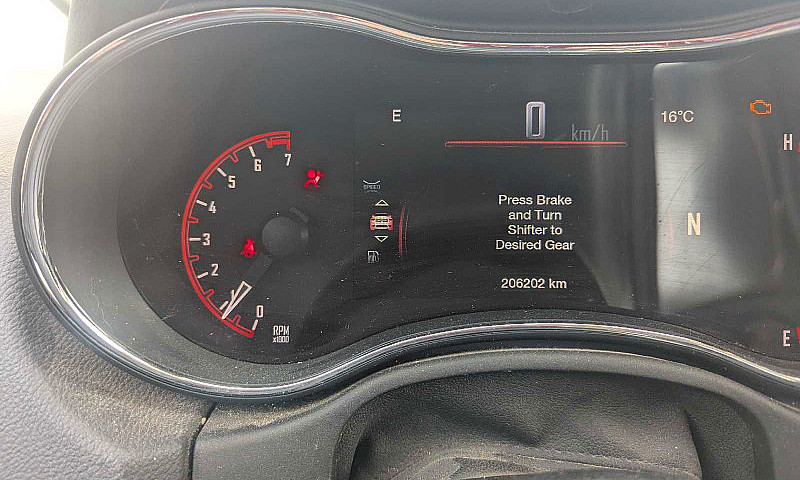 E
0 km/h
16°C
H
7
6
5
4
3
2
1
0
RPM
x1000
SPEED
Press Brake
and Turn
Shifter to
Desired Gear
N
206202 km
E